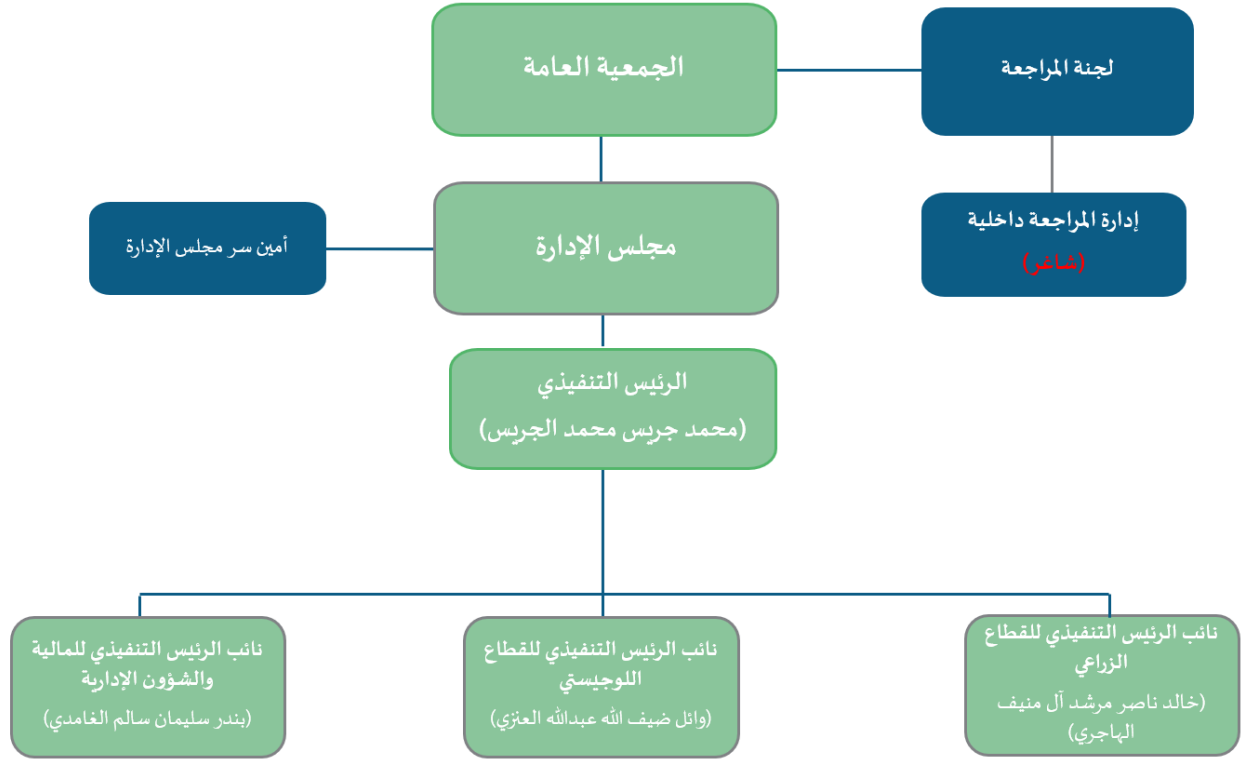 الجمعية العامة
لجنة المراجعة
إدارة المراجعة داخلية
(شاغر)
مجلس الإدارة
أمين سر مجلس الإدارة
الرئيس التنفيذي
(محمد جريس محمد الجريس)
نائب الرئيس التنفيذي للقطاع
الزراعي
(خالد ناصر مرشد آل منيف
الهاجري)
نائب الرئيس التنفيذي للقطاع
اللوجيستي
(وائل ضيف الله عبدالله العنزي)
نائب الرئيس التنفيذي للمالية
والشؤون الإدارية
(بندر سليمان سالم الغامدي)